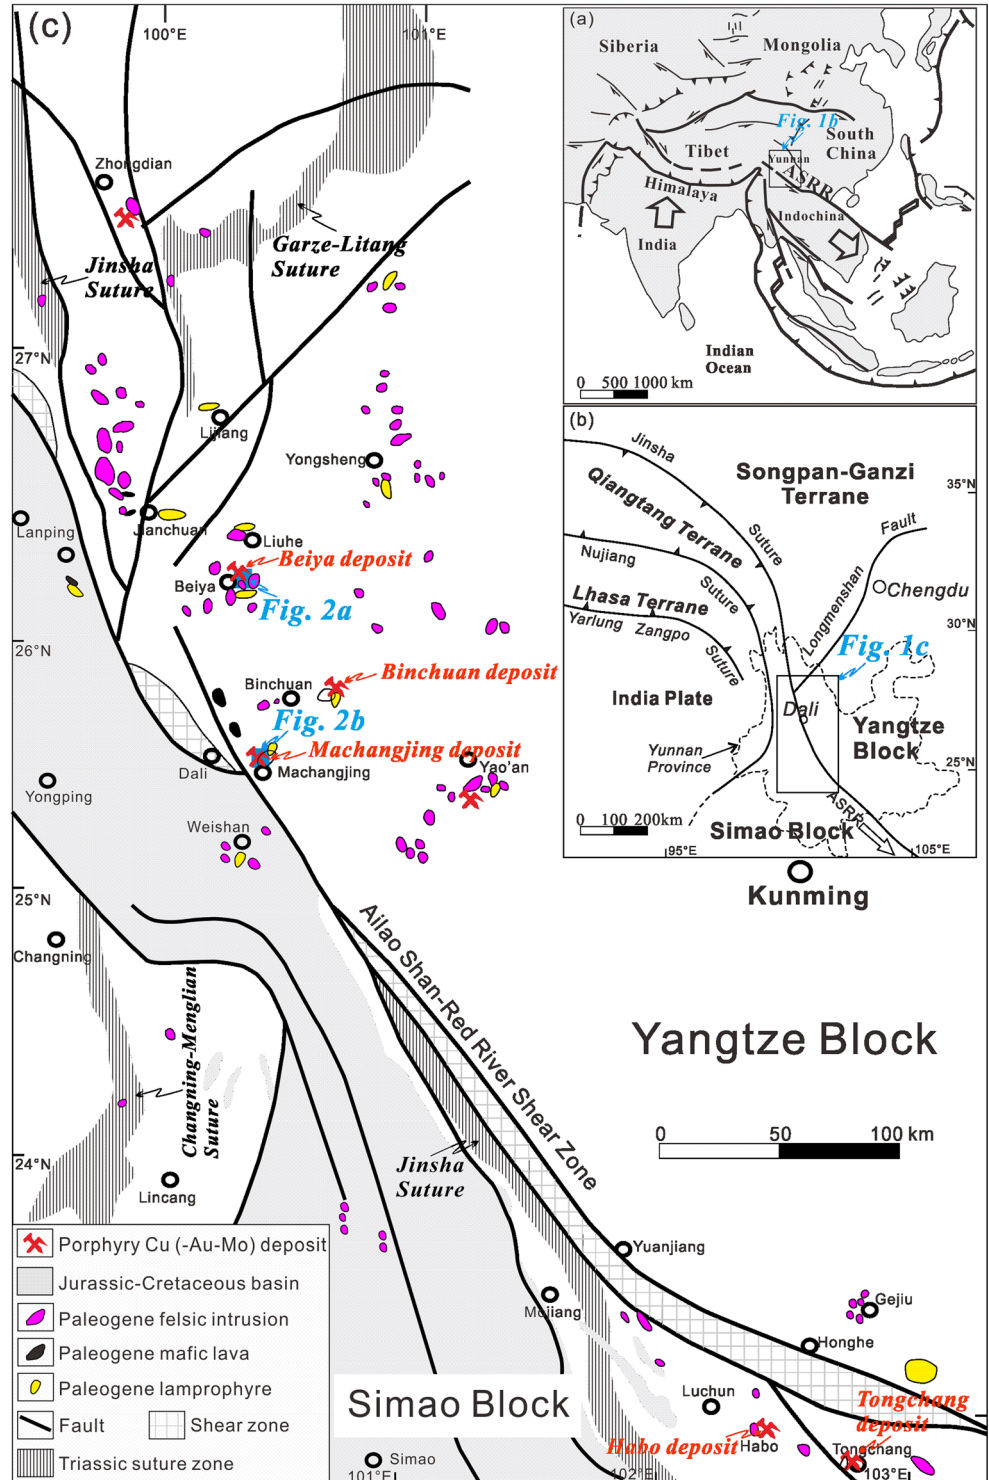 (c)
100°E
101°E
Zhongdian
Jinsha
Suture
Garze-Litang
Suture
27°N
Lijiang
Yongsheng
Lanping
Jianchuan
Liuhe
Beiya deposit
Beiya
Fig. 2a
26°N
Binchuan
Binchuan deposit
Fig. 2b
Machangjing deposit
Dali
Machangjing
Yao'an
Yongping
Weishan
25°N
Changning
Changning-Menglian
Suture
Ailao Shan-Red River Shear Zone
Yangtze Block
Kunming
0 50 100 km
24°N
Lincang
Jinsha
Suture
Yuanjiang
Mojiang
Gejiu
Honghe
Luchun
Tongchang
deposit
Habo deposit
Habo
Tongchang
Simao Block
Simao
101°E
102°E
103°E
Porphyry Cu (-Au-Mo) deposit
Jurassic-Cretaceous basin
Paleogene felsic intrusion
Paleogene mafic lava
Paleogene lamprophyre
Fault
Shear zone
Triassic suture zone
(a)
Siberia
Mongolia
Fig. 1b
South
China
Tibet
Yunnan
ASRR
Himalaya
Indochina
India
Indian
Ocean
0 500 1000 km
(b)
Jinsha
Suture
Songpan-Ganzi
Terrane
35°N
Qiangtang Terrane
Fault
Nujiang
Suture
Longmenshan
Chengdu
Lhasa Terrane
Yarlung Zangpo
Suture
30°N
Fig. 1c
India Plate
Dali
Yangtze
Block
Yunnan
Province
25°N
ASRR
0 100 200km
Simao Block
95°E
105°E